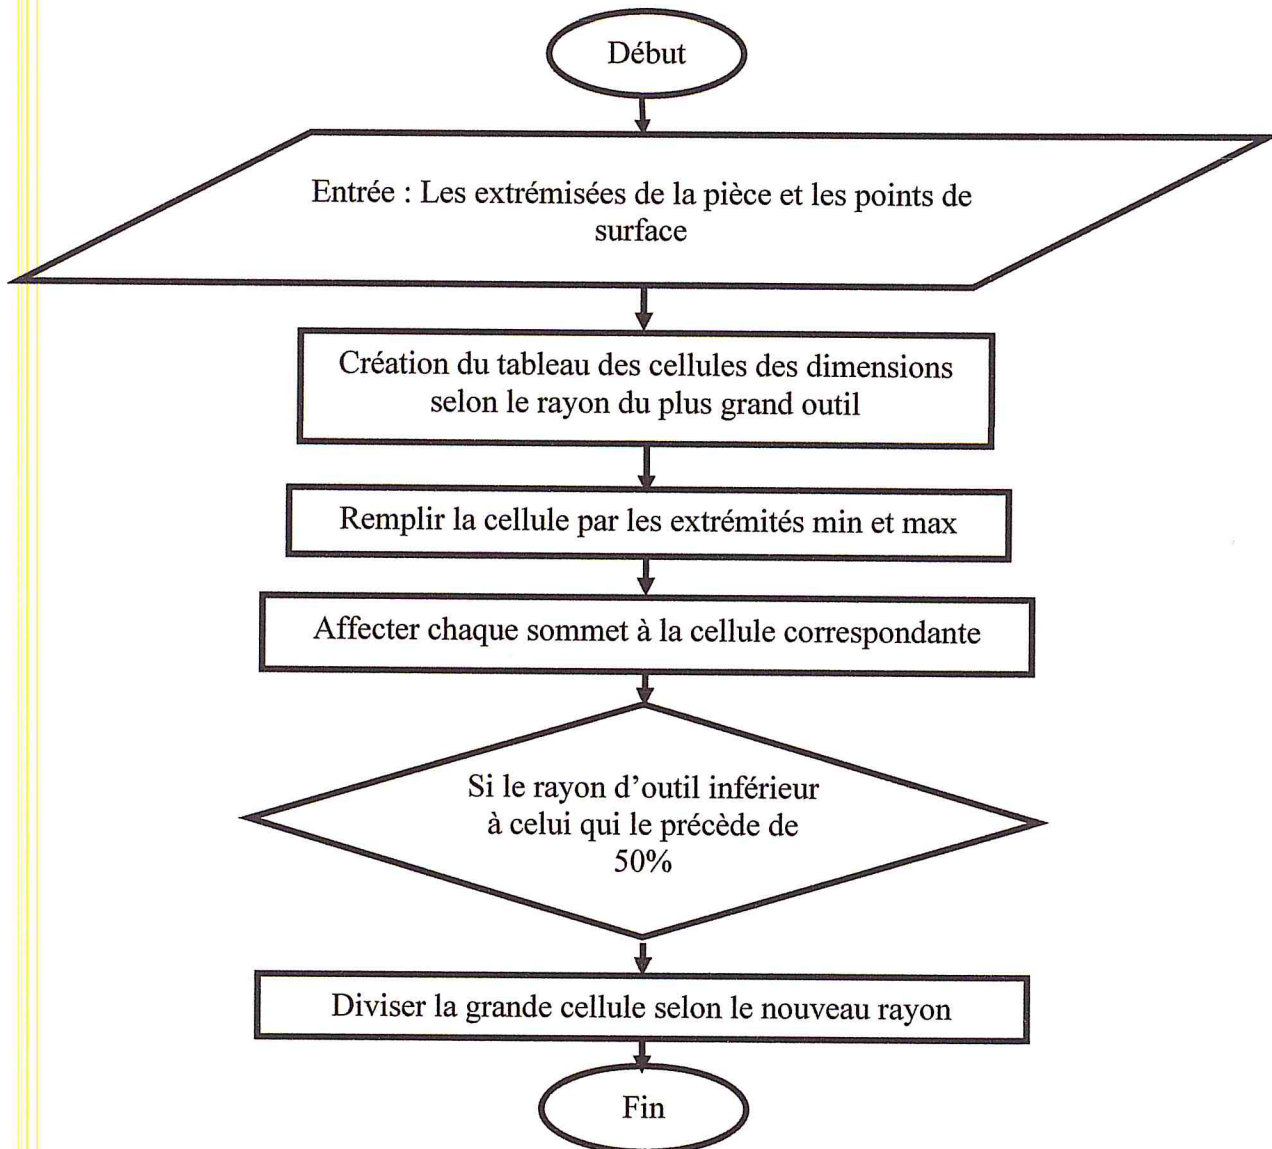 Début
Entrée : Les extrémisées de la pièce et les points de
surface
Création du tableau des cellules des dimensions
selon le rayon du plus grand outil
Remplir la cellule par les extrémités min et max
Affecter chaque sommet à la cellule correspondante
Si le rayon d’outil inférieur
à celui qui le précède de
50%
Diviser la grande cellule selon le nouveau rayon
Fin